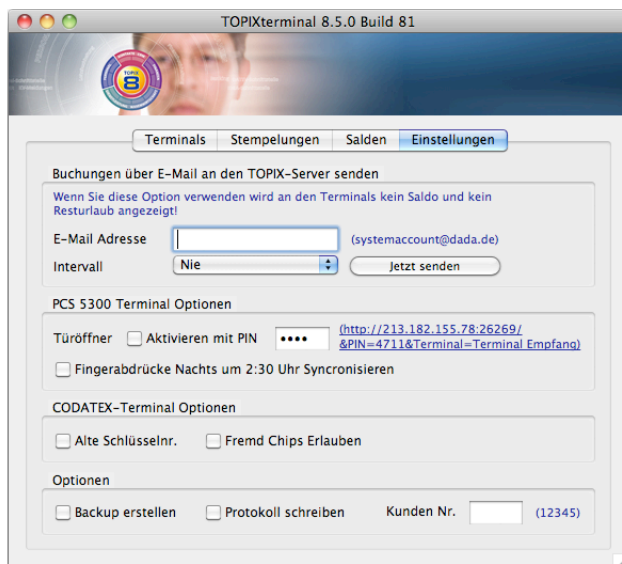 TOPIXterminal 8.5.0 Build 81
TOPIX
8
Terminals Stempelungen Salden Einstellungen
Buchungen über E-Mail an den TOPIX-Server senden
Wenn Sie diese Option verwenden wird an den Terminals kein Saldo und kein
Resturlaub angezeigt!
E-Mail Adresse (systemaccount@dada.de)
Intervall Nie Jetzt senden
PCS 5300 Terminal Optionen
Türöffner Aktivieren mit PIN •••• (http://213.182.155.78:26269/
&PIN=4711&Terminal=Terminal Empfang)
Fingerabdrücke Nachts um 2:30 Uhr Syncronisieren
CODATEX-Terminal Optionen
Alte Schlüsselnr. Fremd Chips Erlauben
Optionen
Backup erstellen Protokoll schreiben Kunden Nr. (12345)